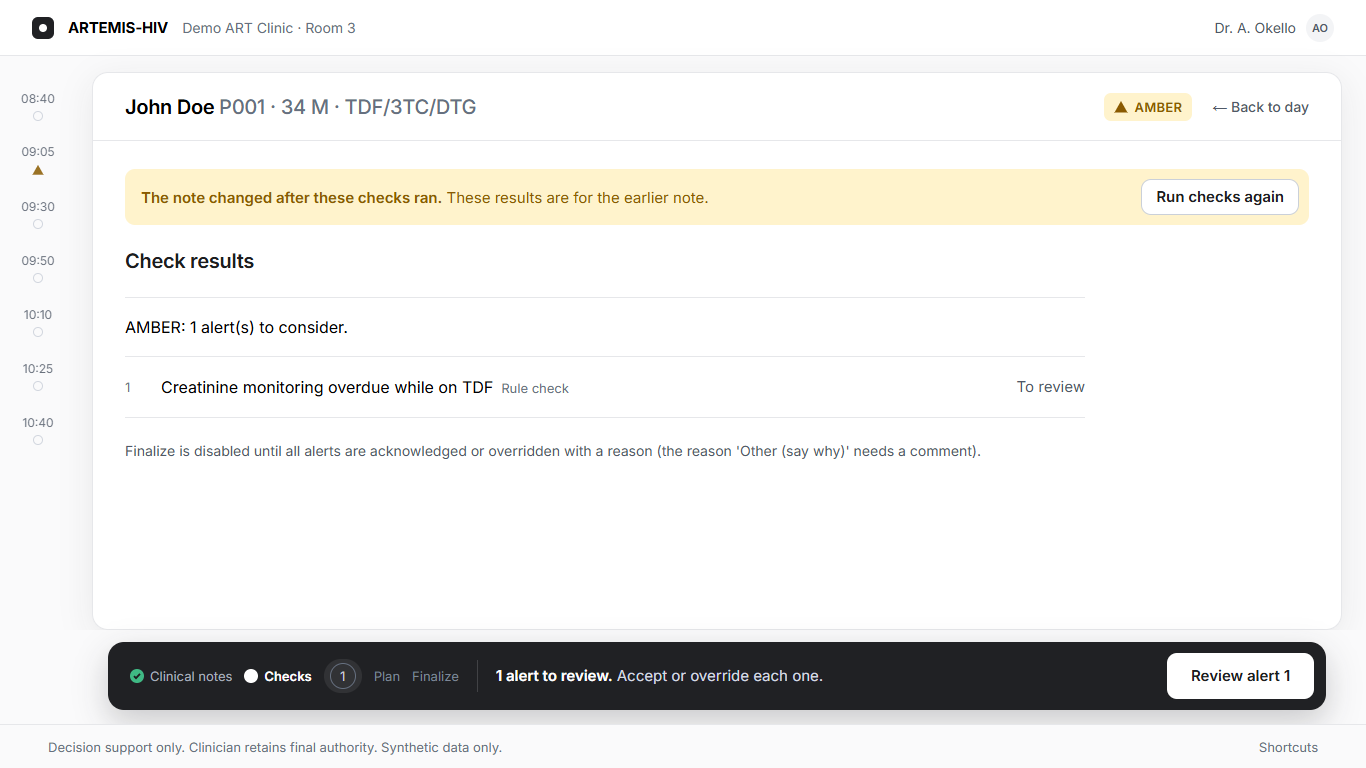 ARTEMIS-HIV Demo ART Clinic · Room 3
Dr. A. Okello AO
08:40
09:05
09:30
09:50
10:10
10:25
10:40
John Doe P001 · 34 M · TDF/3TC/DTG
▲ AMBER
← Back to day
The note changed after these checks ran. These results are for the earlier note.
Run checks again
Check results
AMBER: 1 alert(s) to consider.
1 Creatinine monitoring overdue while on TDF Rule check To review
Finalize is disabled until all alerts are acknowledged or overridden with a reason (the reason 'Other (say why)' needs a comment).
Clinical notes Checks 1 Plan Finalize
1 alert to review. Accept or override each one.
Review alert 1
Decision support only. Clinician retains final authority. Synthetic data only.
Shortcuts